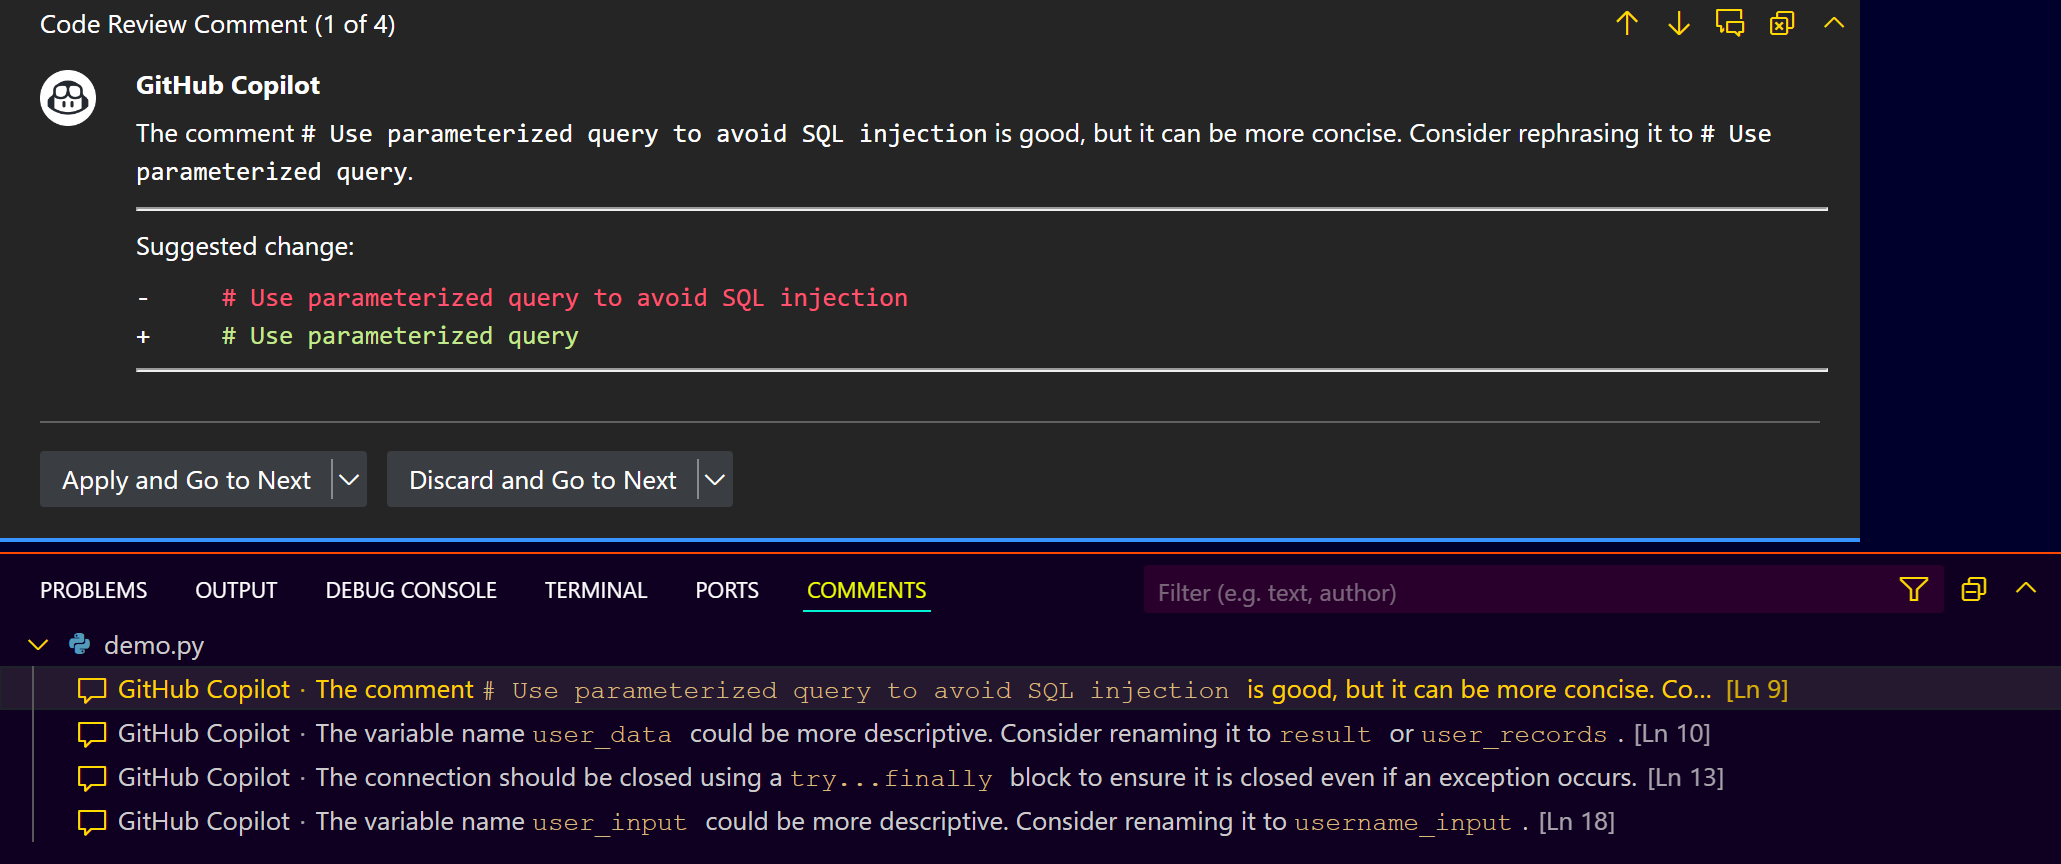 Code Review Comment (1 of 4)
GitHub Copilot
The comment # Use parameterized query to avoid SQL injection is good, but it can be more concise. Consider rephrasing it to # Use
parameterized query.
Suggested change:
- # Use parameterized query to avoid SQL injection
+ # Use parameterized query
Apply and Go to Next
Discard and Go to Next
PROBLEMS OUTPUT DEBUG CONSOLE TERMINAL PORTS COMMENTS Filter (e.g. text, author)
demo.py
GitHub Copilot · The comment # Use parameterized query to avoid SQL injection is good, but it can be more concise. Co... [Ln 9]
GitHub Copilot · The variable name user_data could be more descriptive. Consider renaming it to result or user_records . [Ln 10]
GitHub Copilot · The connection should be closed using a try...finally block to ensure it is closed even if an exception occurs. [Ln 13]
GitHub Copilot · The variable name user_input could be more descriptive. Consider renaming it to username_input . [Ln 18]